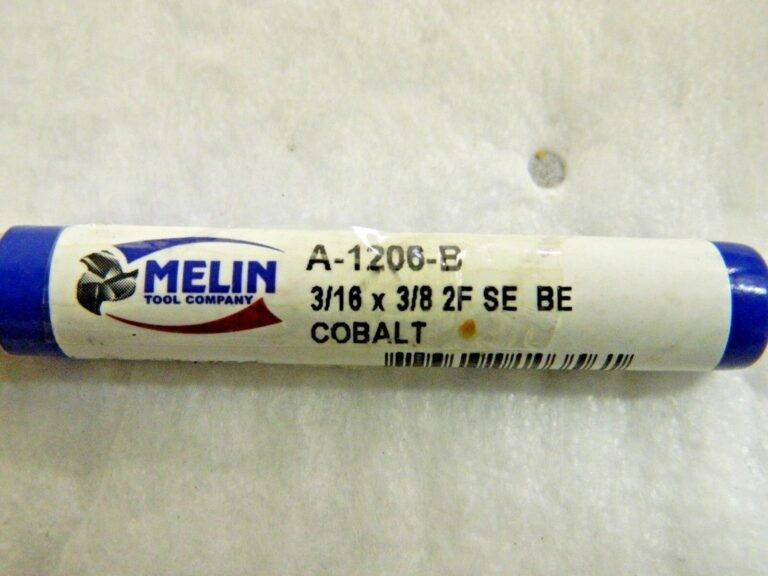 MELIN
TOOL COMPANY
A-1206-B
3/16 x 3/8 2F SE BE
COBALT